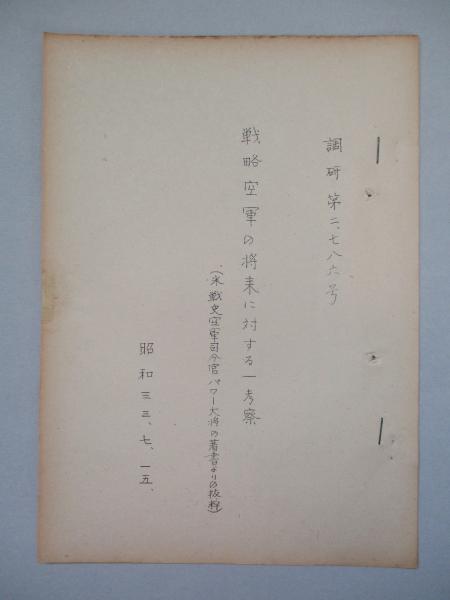 調研第二、七八六号
戦略空軍の将来に対する一考察
（米戦史空軍司令官パワー大将の著書よりの抜粋）
昭和三三、七、一五、